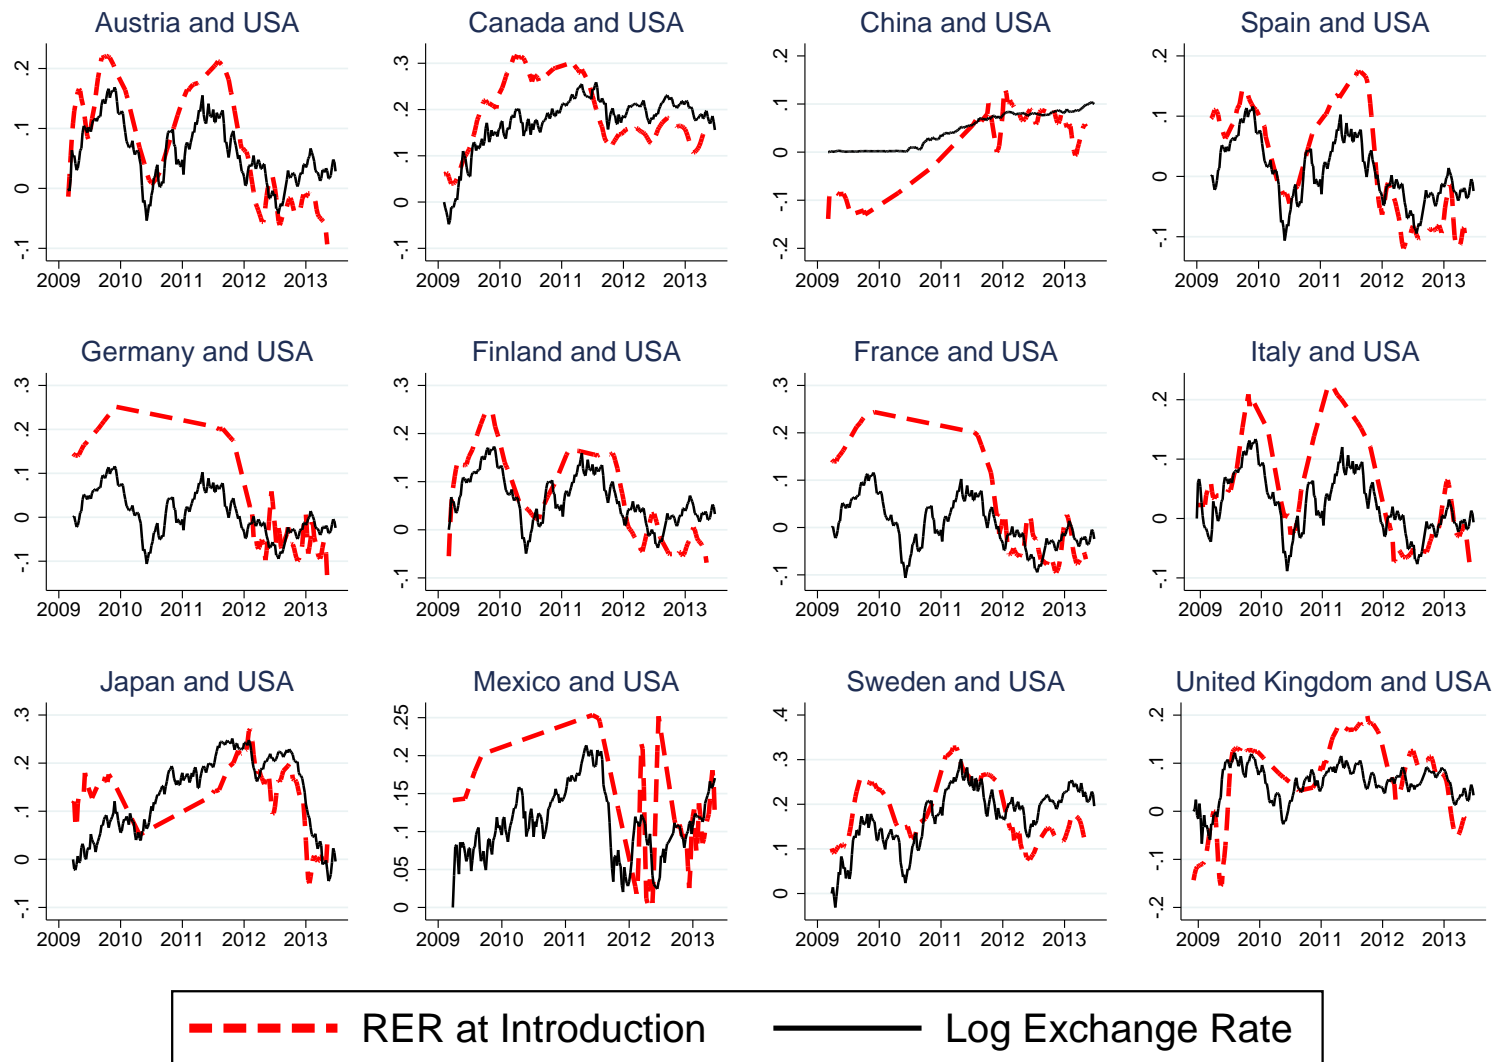 Austria and USA
.2
.1
0
-.1
2009 2010 2011 2012 2013
Canada and USA
.3
.2
.1
0
-.1
2009 2010 2011 2012 2013
China and USA
.2
.1
0
-.1
.2
2009 2010 2011 2012 2013
Spain and USA
.2
.1
0
-.1
2009 2010 2011 2012 2013
Germany and USA
.3
.2
.1
0
-.1
2009 2010 2011 2012 2013
Finland and USA
.3
.2
.1
0
-.1
2009 2010 2011 2012 2013
France and USA
.3
.2
.1
0
-.1
2009 2010 2011 2012 2013
Italy and USA
.2
.1
0
-.1
2009 2010 2011 2012 2013
Japan and USA
.3
.2
.1
0
-.1
2009 2010 2011 2012 2013
Mexico and USA
.25
.2
.15
.1
.05
0
2009 2010 2011 2012 2013
Sweden and USA
.4
.3
.2
.1
0
2009 2010 2011 2012 2013
United Kingdom and USA
.2
.1
0
-.1
-.2
2009 2010 2011 2012 2013
RER at Introduction
Log Exchange Rate